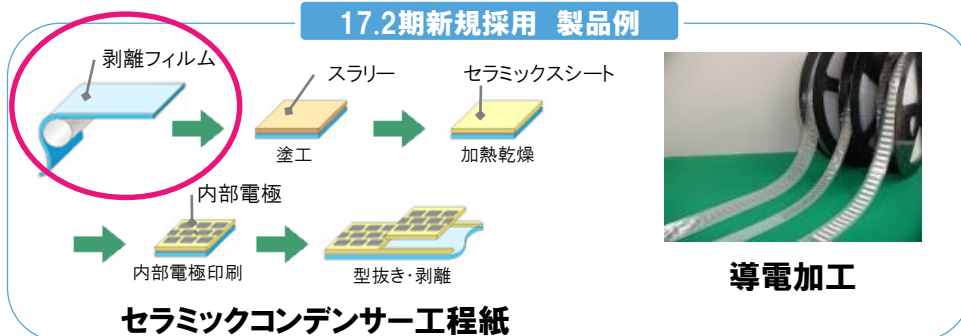 17.2期新規採用 製品例
剥離フィルム
スラリー
セラミックスシート
塗工
加熱乾燥
内部電極
内部電極印刷
型抜き・剥離
導電加工
セラミックコンデンサー工程紙